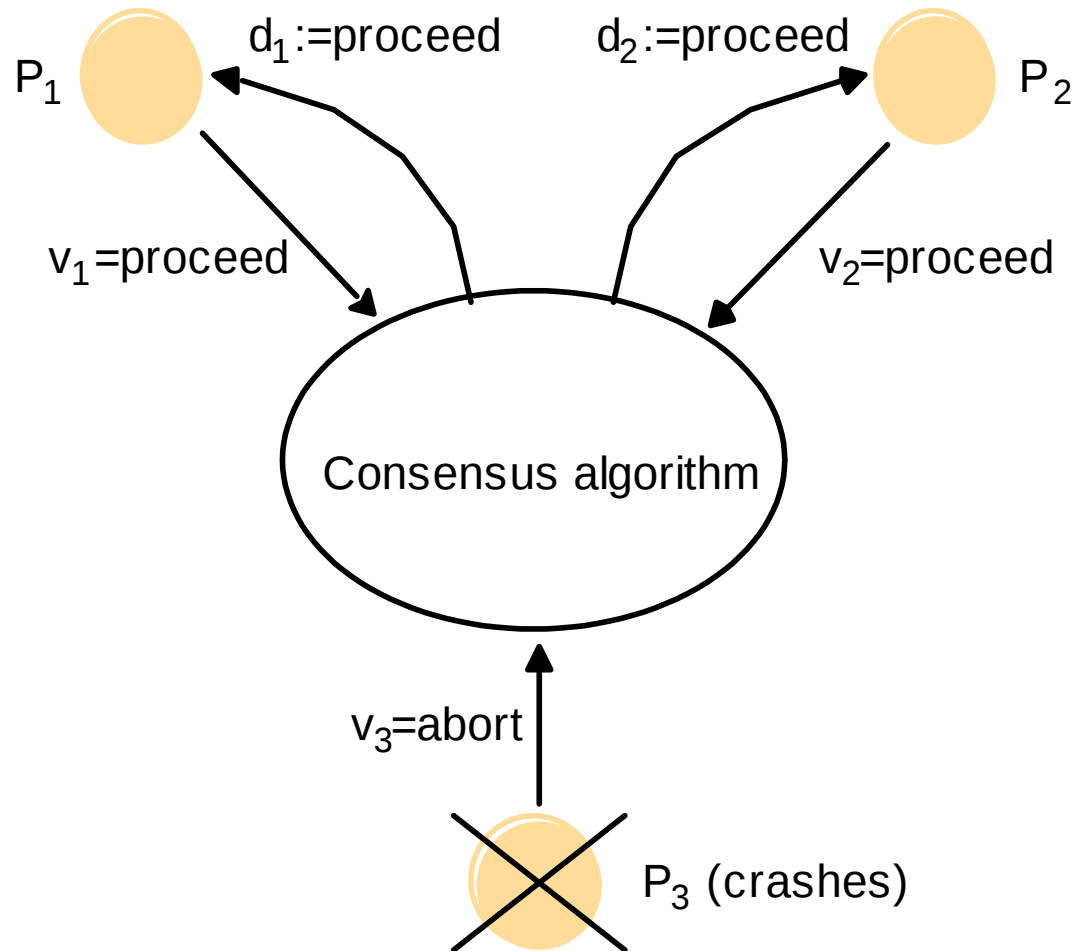 d₁:=proceed
d₂:=proceed
P₁
P₂
v₁=proceed
v₂=proceed
Consensus algorithm
v₃=abort
P₃ (crashes)